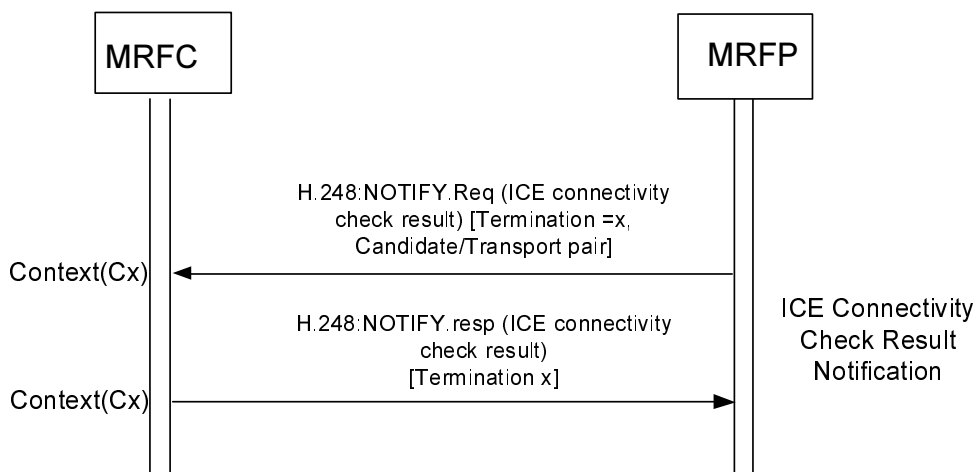 MRFC
MRFP
H.248:NOTIFY.Req (ICE connectivity
check result) [Termination =x,
Candidate/Transport pair]
Context(Cx)
H.248:NOTIFY.resp (ICE connectivity
check result)
[Termination x]
Context(Cx)
ICE Connectivity
Check Result
Notification